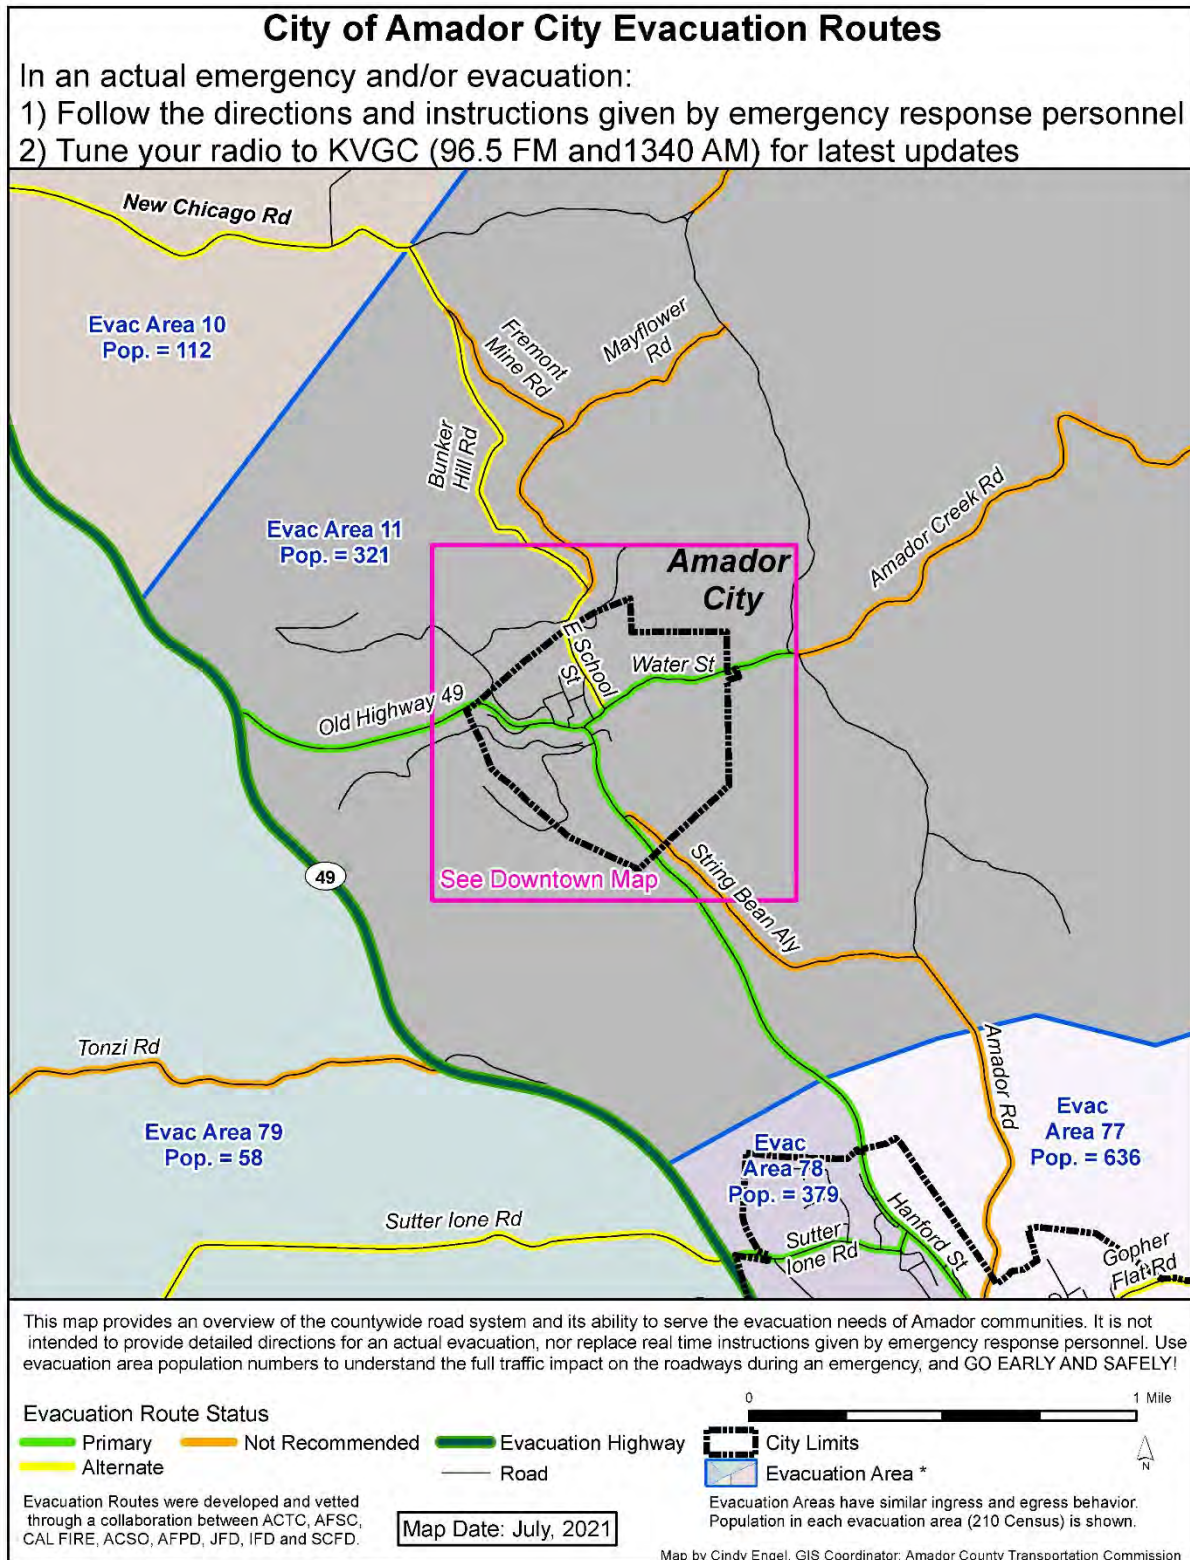 City of Amador City Evacuation Routes
In an actual emergency and/or evacuation:
1) Follow the directions and instructions given by emergency response personnel
2) Tune your radio to KVGC (96.5 FM and1340 AM) for latest updates
New Chicago Rd
Evac Area 10
Pop. = 112
Fremont
Mine Rd
Mayflower
Rd
Bunker
Hill Rd
Evac Area 11
Pop. = 321
Amador Creek Rd
Amador
City
E School
St
Water St
Old Highway 49
49
See Downtown Map
String Bean Aly
Tonzi Rd
Amador Rd
Evac Area 79
Pop. = 58
Evac
Area 78
Pop. = 379
Evac
Area 77
Pop. = 636
Sutter Ione Rd
Sutter
Ione Rd
Hanford St
Gopher
Flat Rd
This map provides an overview of the countywide road system and its ability to serve the evacuation needs of Amador communities. It is not
intended to provide detailed directions for an actual evacuation, nor replace real time instructions given by emergency response personnel. Use
evacuation area population numbers to understand the full traffic impact on the roadways during an emergency, and GO EARLY AND SAFELY!
0 1 Mile
Evacuation Route Status
Primary Not Recommended Evacuation Highway City Limits
Alternate Road Evacuation Area *
N
Evacuation Routes were developed and vetted
through a collaboration between ACTC, AFSC,
CAL FIRE, ACSO, AFPD, JFD, IFD and SCFD.
Map Date: July, 2021
Evacuation Areas have similar ingress and egress behavior.
Population in each evacuation area (210 Census) is shown.
Map by Cindy Engel, GIS Coordinator; Amador County Transportation Commission